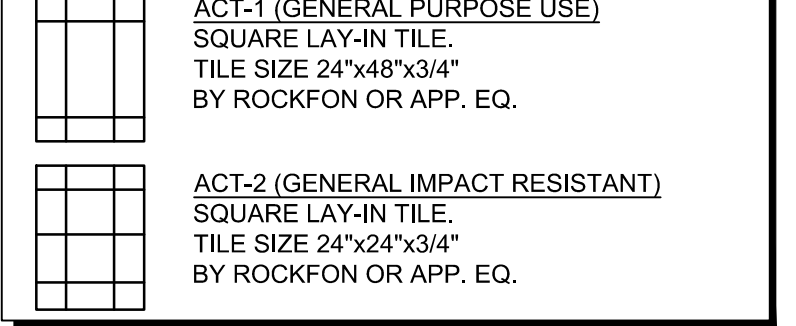 ACT-1 (GENERAL PURPOSE USE)
SQUARE LAY-IN TILE.
TILE SIZE 24"x48"x3/4"
BY ROCKFON OR APP. EQ.
ACT-2 (GENERAL IMPACT RESISTANT)
SQUARE LAY-IN TILE.
TILE SIZE 24"x24"x3/4"
BY ROCKFON OR APP. EQ.